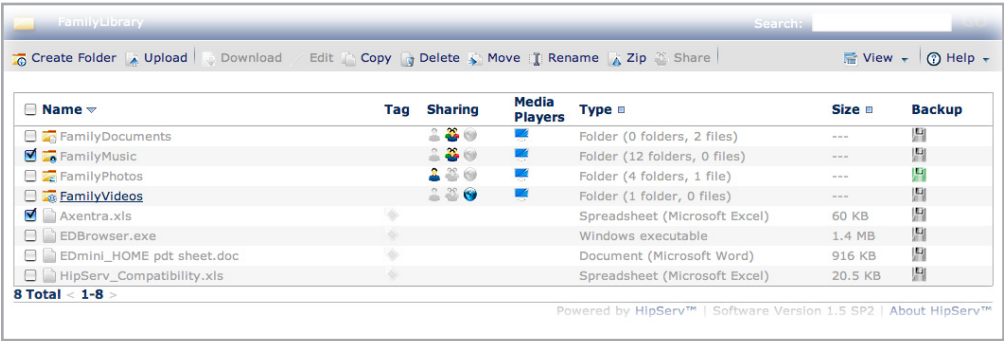 FamilyLibrary Search: GO
Create Folder Upload Download Edit Copy Delete Move Rename Zip Share View Help
Name Tag Sharing Media Players Type Size Backup
FamilyDocuments Folder (0 folders, 2 files) ---
FamilyMusic Folder (12 folders, 0 files) ---
FamilyPhotos Folder (4 folders, 1 file) ---
FamilyVideos Folder (1 folder, 0 files) ---
Axentra.xls Spreadsheet (Microsoft Excel) 60 KB
EDBrowser.exe Windows executable 1.4 MB
EDmini_HOME pdt sheet.doc Document (Microsoft Word) 916 KB
HipServ_Compatibility.xls Spreadsheet (Microsoft Excel) 20.5 KB
8 Total < 1-8 >
Powered by HipServ™ | Software Version 1.5 SP2 | About HipServ™